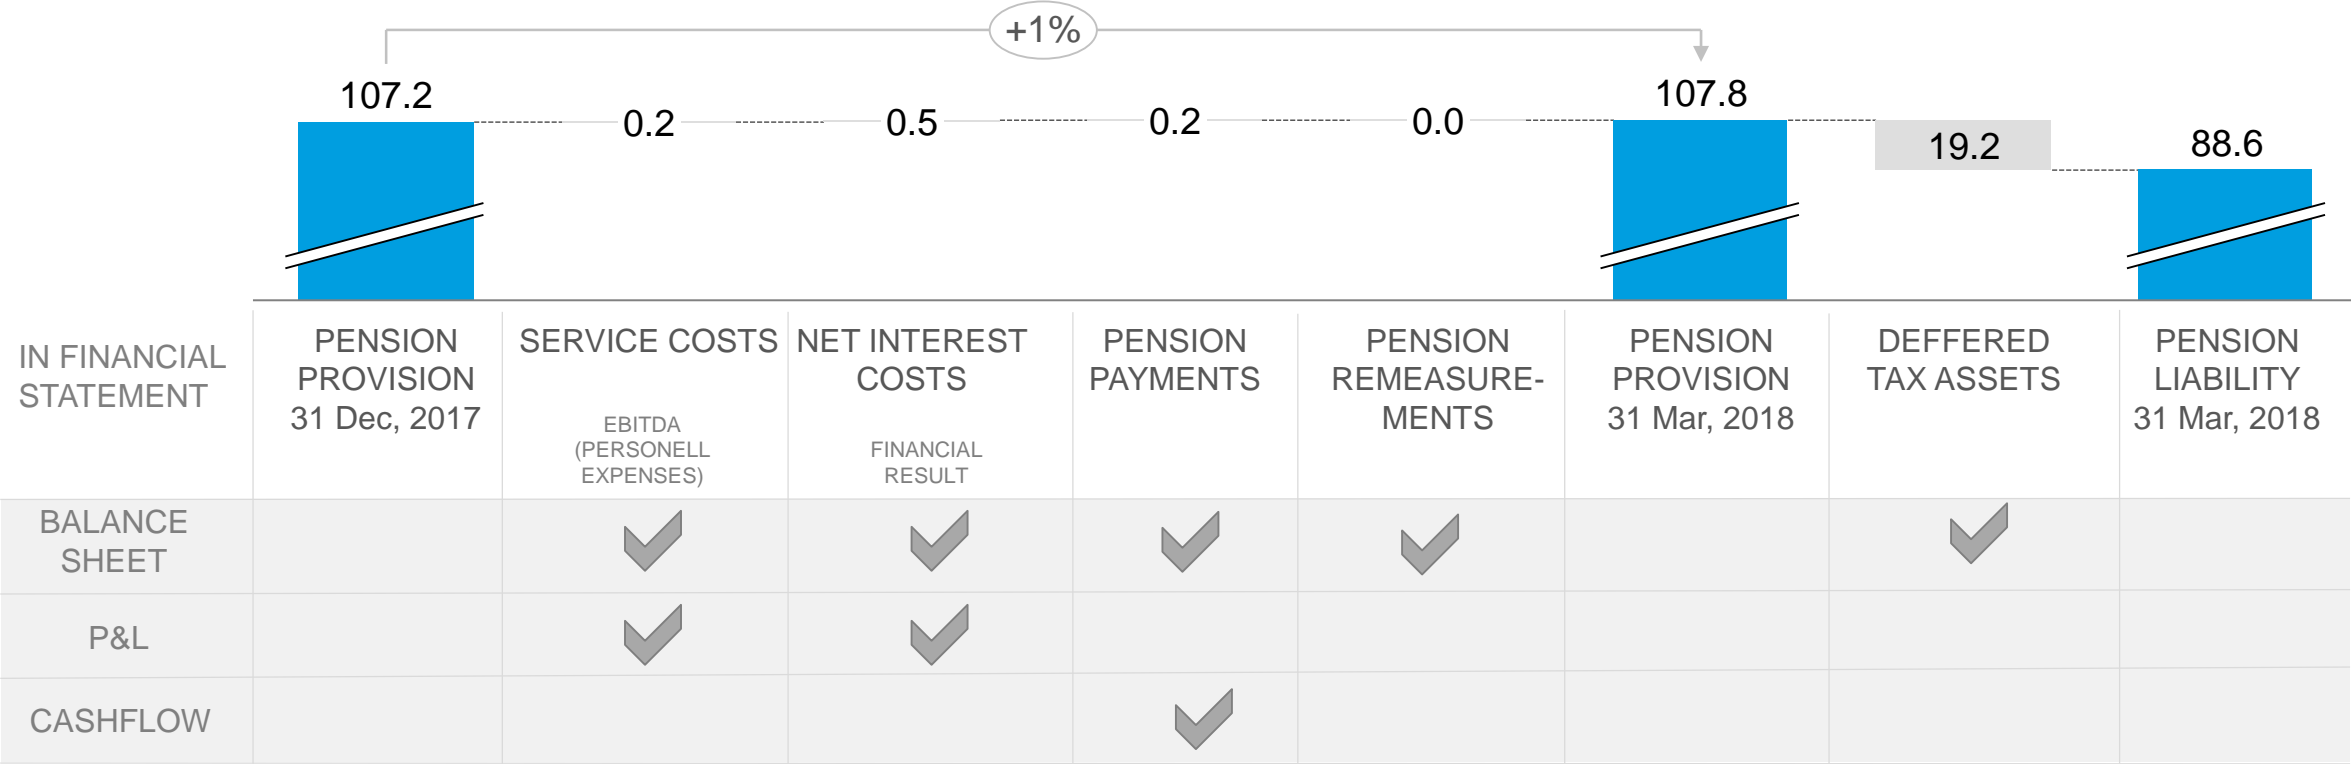 +1%
107.2
0.2
0.5
0.2
0.0
107.8
19.2
88.6
IN FINANCIAL
STATEMENT
PENSION
PROVISION
31 Dec, 2017
SERVICE COSTS
EBITDA
(PERSONELL
EXPENSES)
NET INTEREST
COSTS
FINANCIAL
RESULT
PENSION
PAYMENTS
PENSION
REMEASURE-
MENTS
PENSION
PROVISION
31 Mar, 2018
DEFFERED
TAX ASSETS
PENSION
LIABILITY
31 Mar, 2018
BALANCE
SHEET
P&L
CASHFLOW